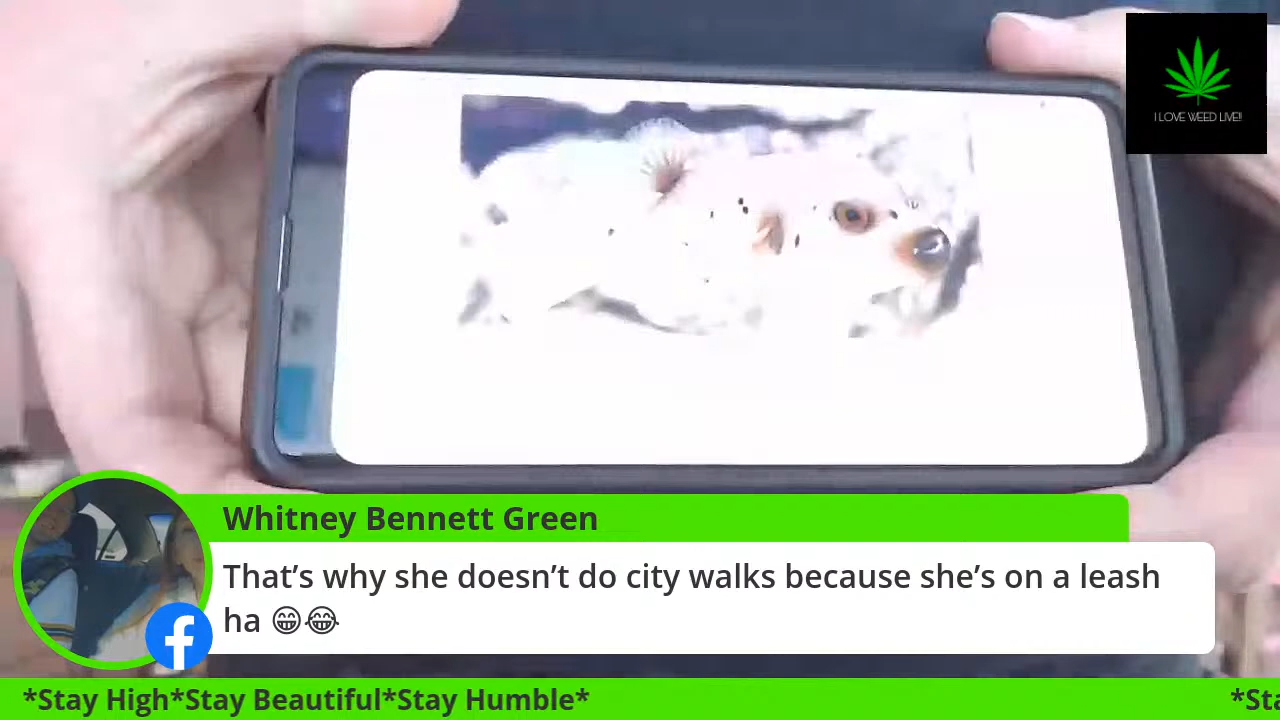 I LOVE WEED LIVE!!
Whitney Bennett Green
That’s why she doesn’t do city walks because she’s on a leash
ha 😁😂
*Stay High*Stay Beautiful*Stay Humble*
*Sta